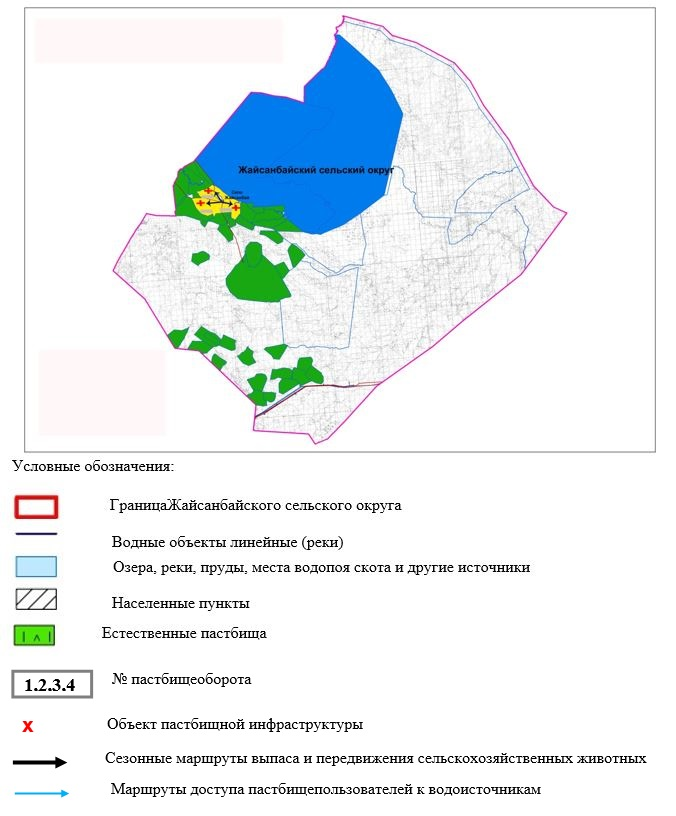 Жайсанбайский сельский округ
Село
Условные обозначения:
ГраницаЖайсанбайского сельского округа
Водные объекты линейные (реки)
Озера, реки, пруды, места водопоя скота и другие источники
Населенные пункты
Естественные пастбища
1.2.3.4 № пастбищеоборота
X Объект пастбищной инфраструктуры
Сезонные маршруты выпаса и передвижения сельскохозяйственных животных
Маршруты доступа пастбищепользователей к водоисточникам